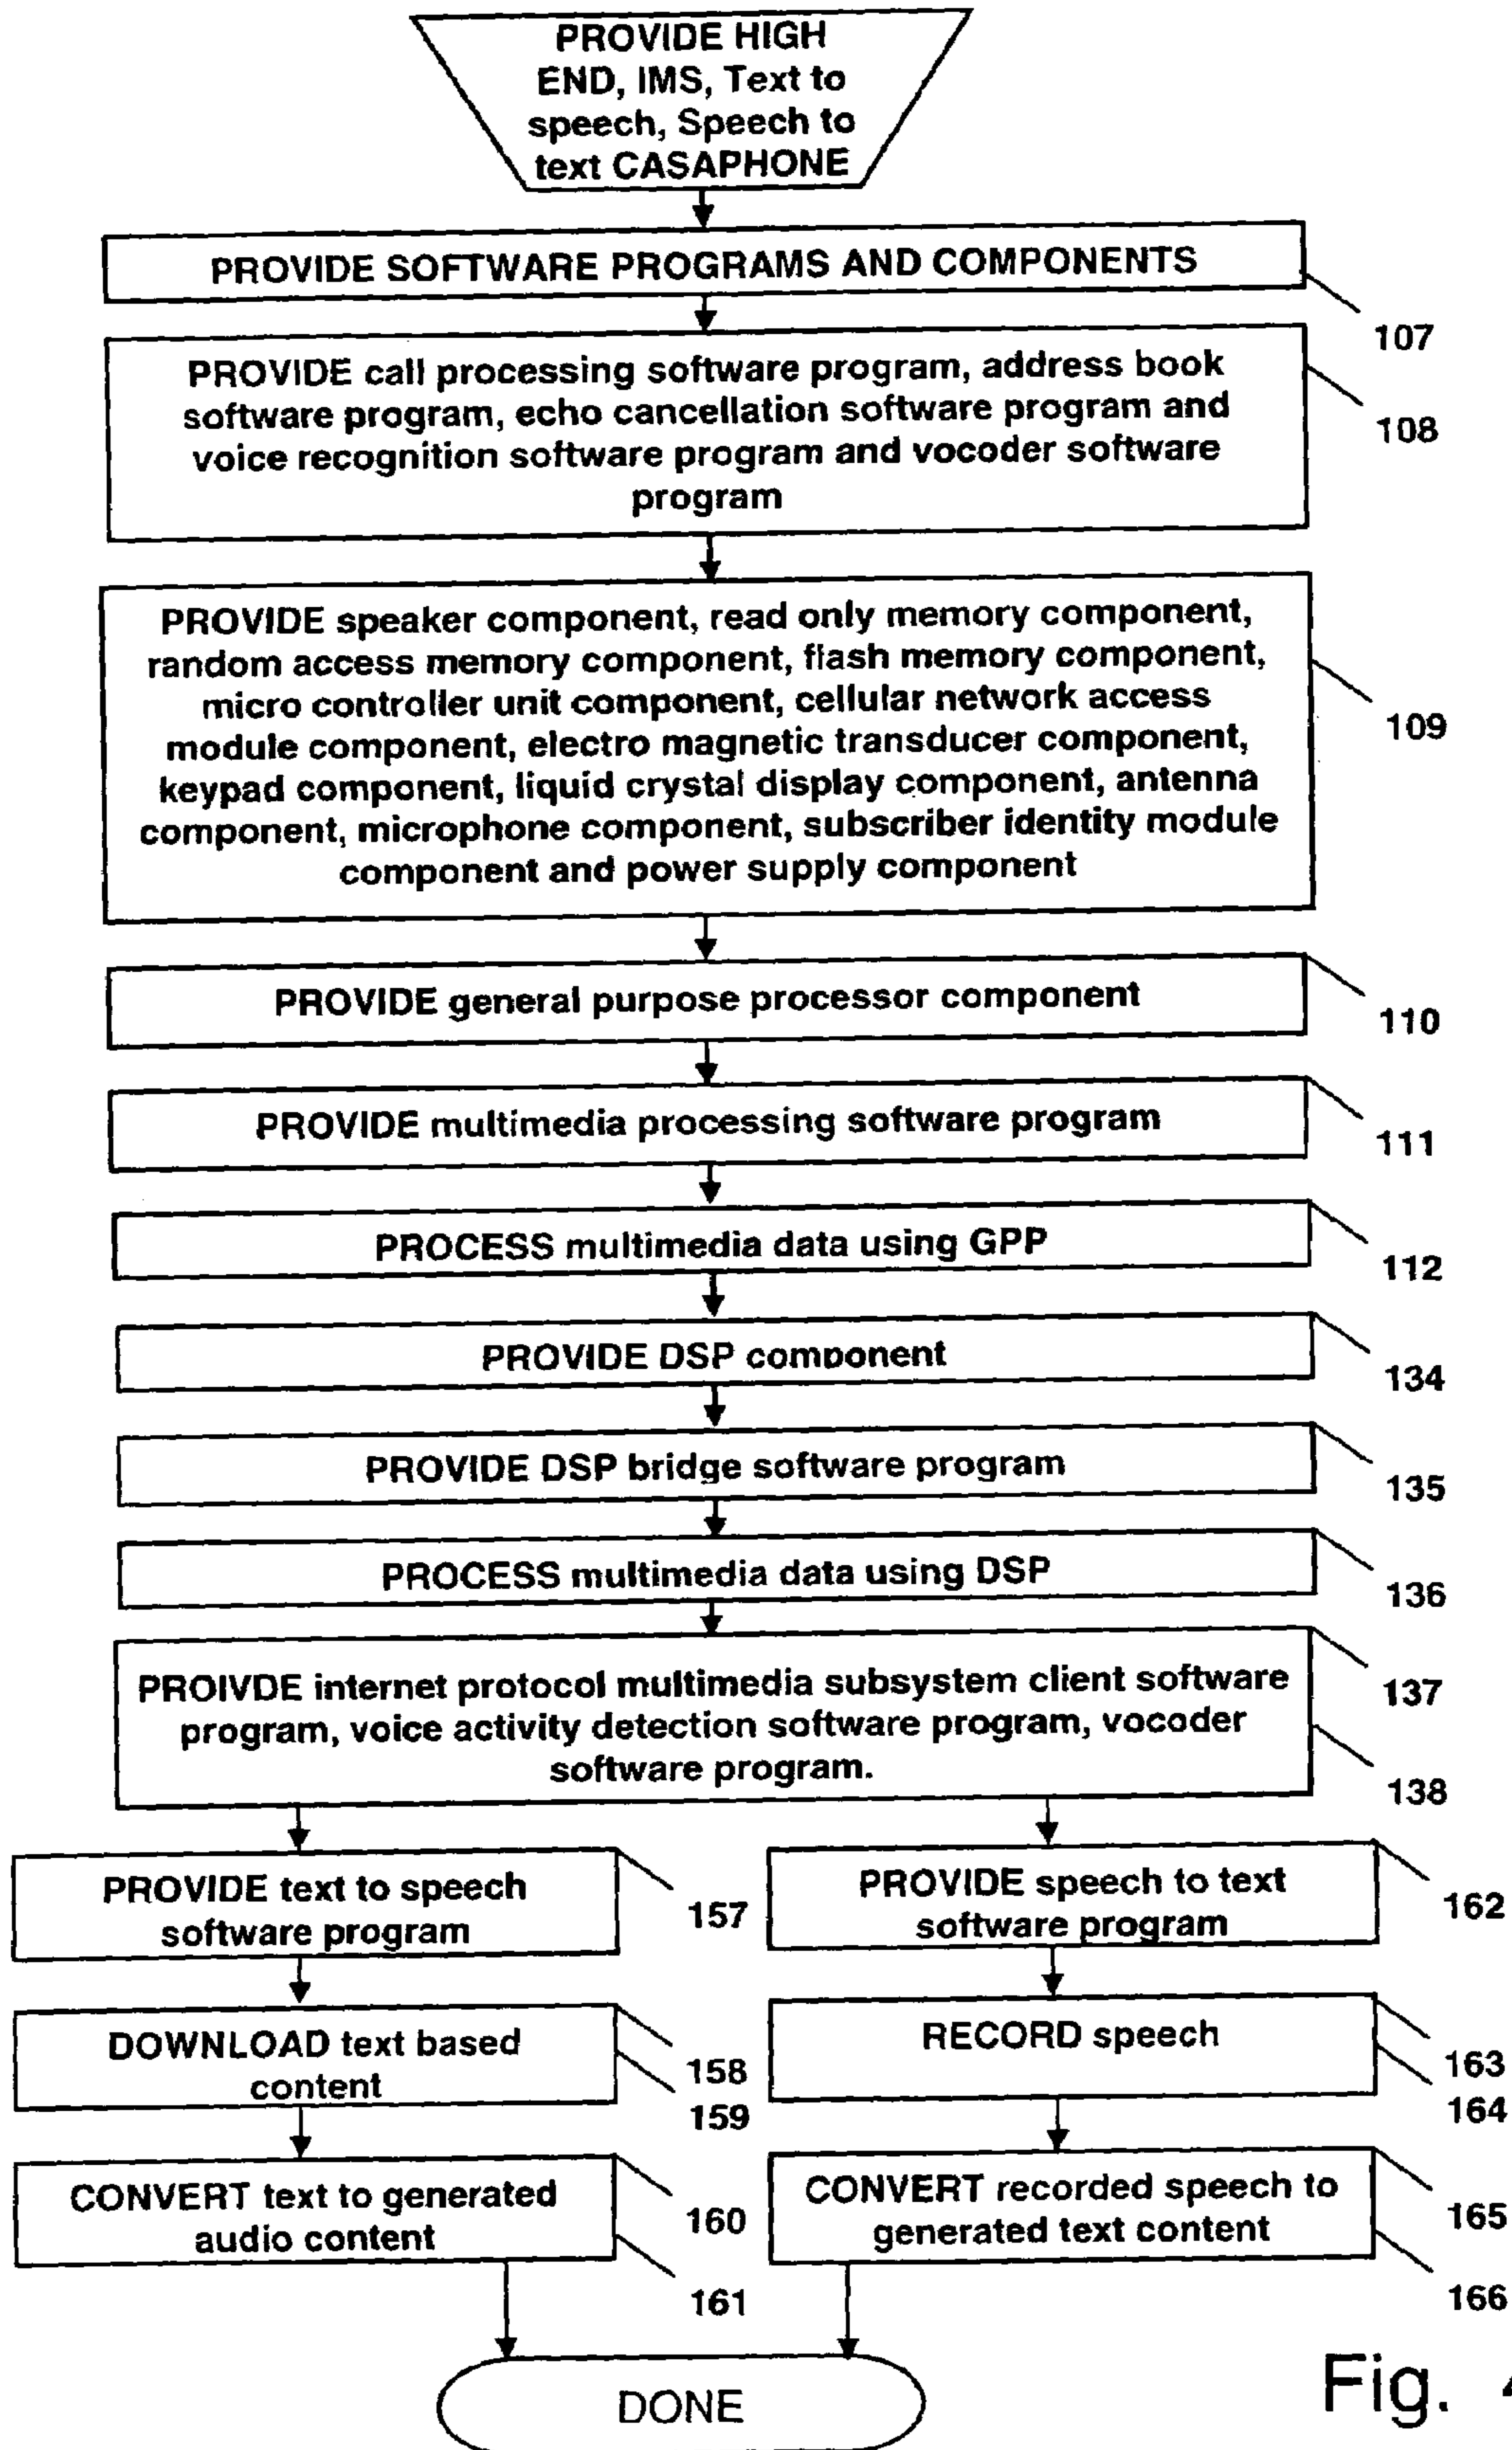 PROVIDE HIGH
END, IMS, Text to
speech, Speech to
text CASAPHONE
PROVIDE SOFTWARE PROGRAMS AND COMPONENTS
107
PROVIDE call processing software program, address book
software program, echo cancellation software program and
voice recognition software program and vocoder software
program
108
PROVIDE speaker component, read only memory component,
random access memory component, flash memory component,
micro controller unit component, cellular network access
module component, electro magnetic transducer component,
keypad component, liquid crystal display component, antenna
component, microphone component, subscriber identity module
component and power supply component
109
PROVIDE general purpose processor component
110
PROVIDE multimedia processing software program
111
PROCESS multimedia data using GPP
112
PROVIDE DSP component
134
PROVIDE DSP bridge software program
135
PROCESS multimedia data using DSP
136
PROIVDE internet protocol multimedia subsystem client software
program, voice activity detection software program, vocoder
software program.
137
138
PROVIDE text to speech
software program
157
PROVIDE speech to text
software program
162
DOWNLOAD text based
content
158
159
RECORD speech
163
164
CONVERT text to generated
audio content
160
161
CONVERT recorded speech to
generated text content
165
166
DONE
Fig.